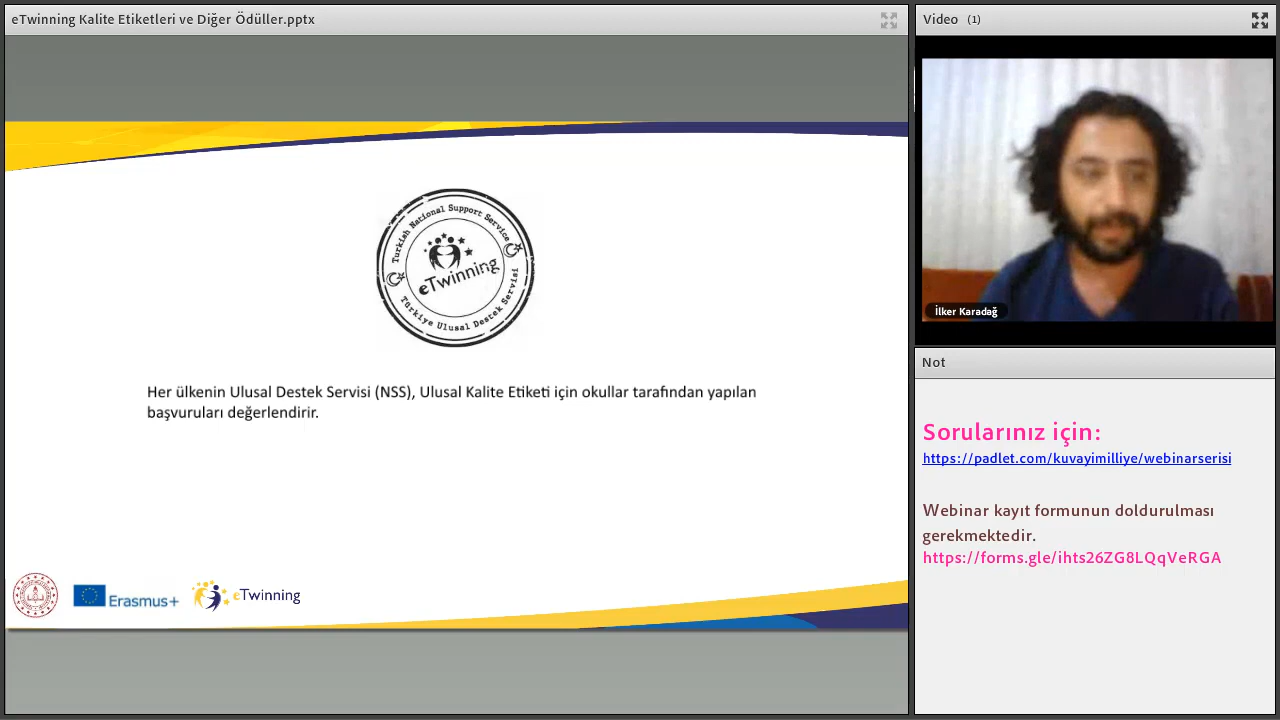 eTwinning Kalite Etiketleri ve Diğer Ödüller.pptx
Turkish National Support Service
eTwinning
Türkiye Ulusal Destek Servisi
Her ülkenin Ulusal Destek Servisi (NSS), Ulusal Kalite Etiketi için okullar tarafından yapılan
başvuruları değerlendirir.
Erasmus+
eTwinning
Video (1)
İlker Karadağ
Not
Sorularınız için:
https://padlet.com/kuvayimilliye/webinarserisi
Webinar kayıt formunun doldurulması
gerekmektedir.
https://forms.gle/ihts26ZG8LQqVeRGA